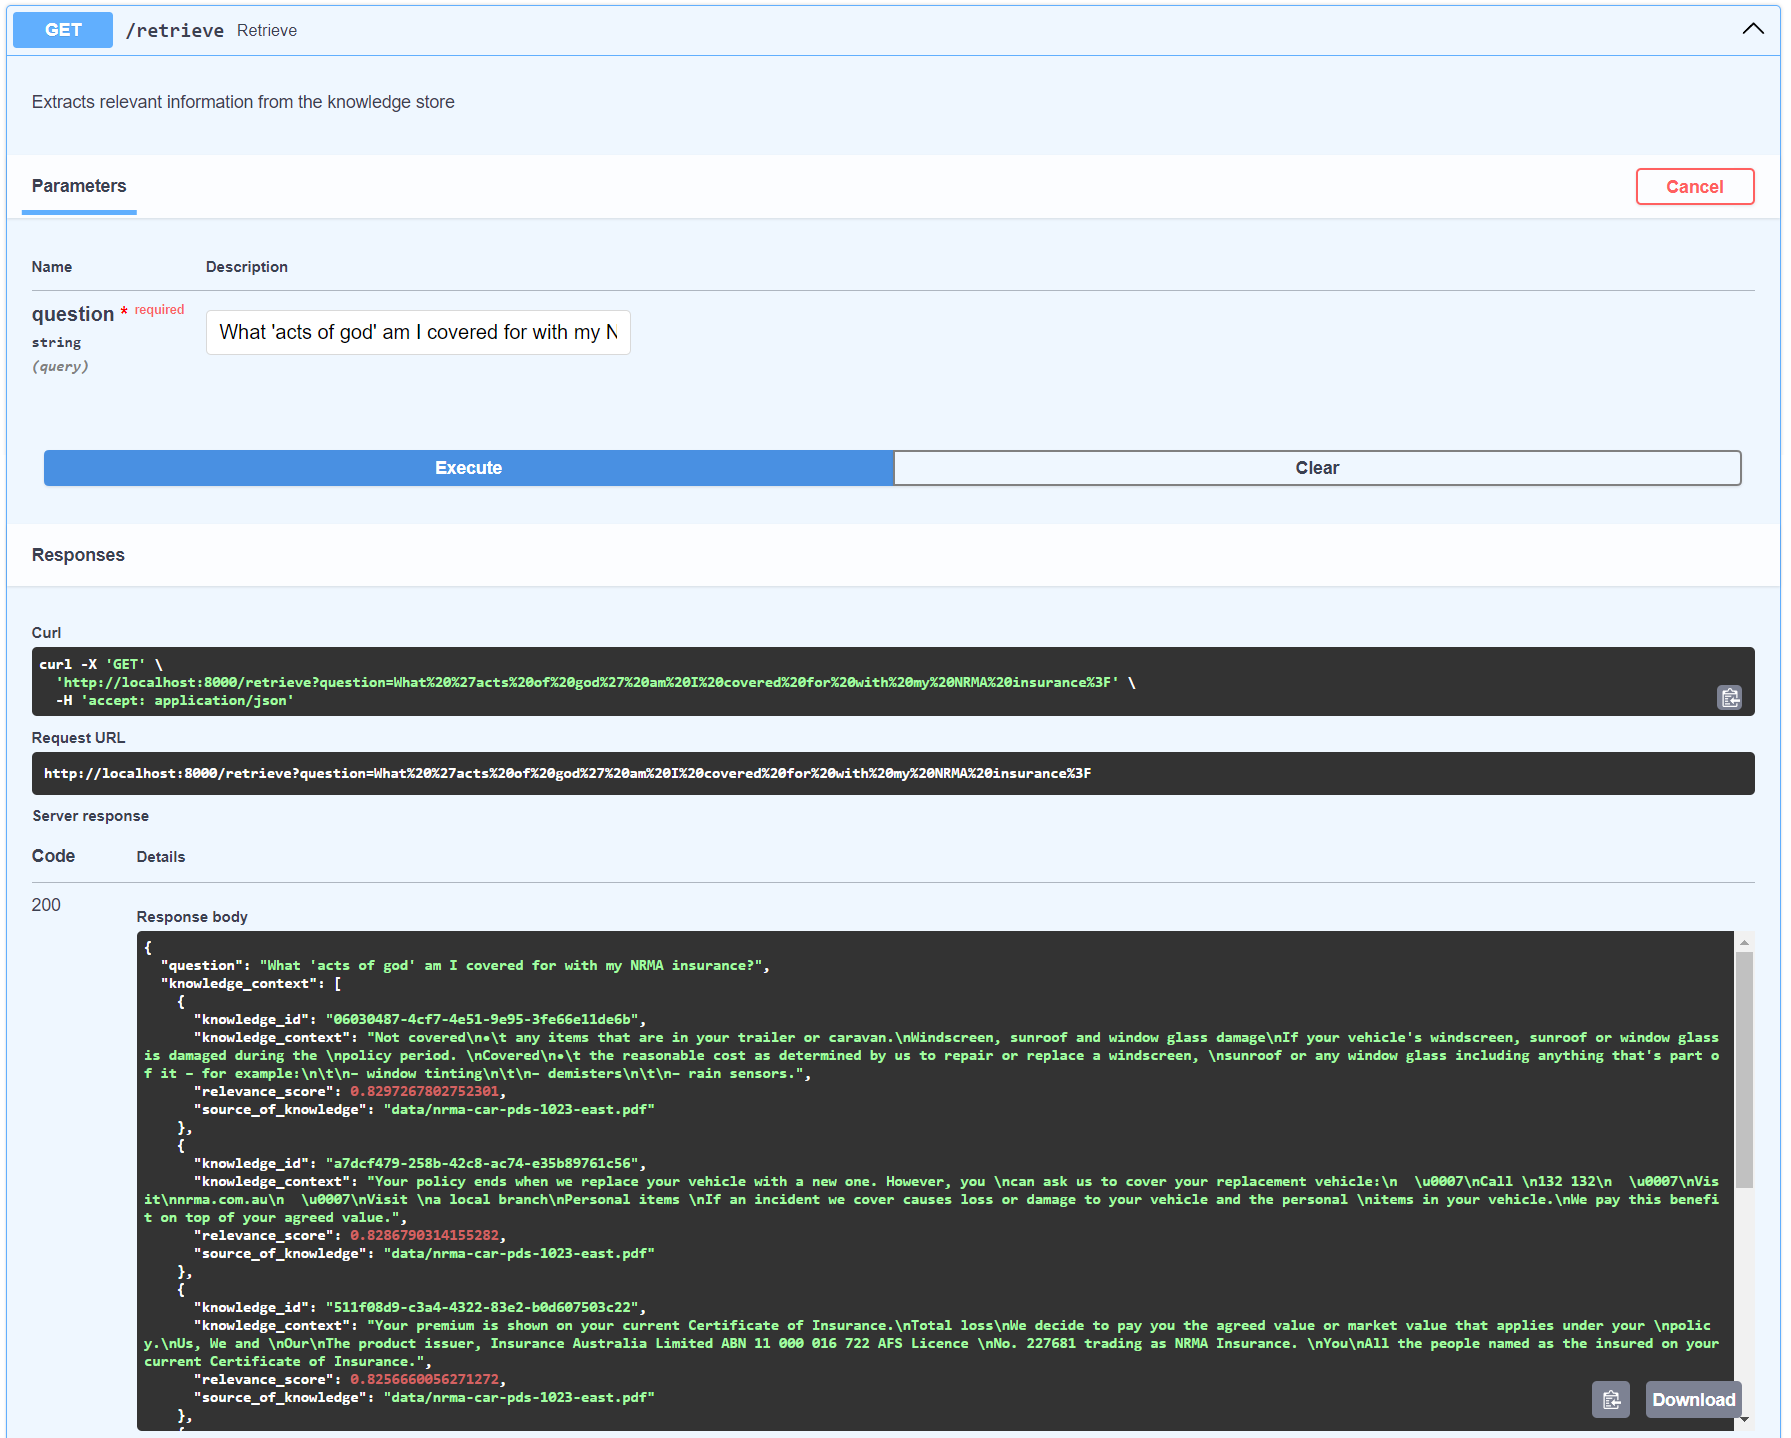 GET /retrieve Retrieve
Extracts relevant information from the knowledge store
Parameters
Cancel
Name Description
question * required
string
(query)
What 'acts of god' am I covered for with my N
Execute Clear
Responses
Curl
curl -X 'GET' \
'http://localhost:8000/retrieve?question=What%20%27acts%20of%20god%27%20am%20I%20covered%20for%20with%20my%20NRMA%20insurance%3F' \
-H 'accept: application/json'
Request URL
http://localhost:8000/retrieve?question=What%20%27acts%20of%20god%27%20am%20I%20covered%20for%20with%20my%20NRMA%20insurance%3F
Server response
Code Details
200
Response body
{
"question": "What 'acts of god' am I covered for with my NRMA insurance?",
"knowledge_context": [
{
"knowledge_id": "06030487-4cf7-4e51-9e95-3fe66e11de6b",
"knowledge_context": "Not covered\n•\t any items that are in your trailer or caravan.\nWindscreen, sunroof and window glass damage\nIf your vehicle's windscreen, sunroof or window glass
is damaged during the \npolicy period. \nCovered\n•\t the reasonable cost as determined by us to repair or replace a windscreen, \nsunroof or any window glass including anything that's part o
f it – for example:\n\t\n– window tinting\n\t\n– demisters\n\t\n– rain sensors.",
"relevance_score": 0.8297267802752301,
"source_of_knowledge": "data/nrma-car-pds-1023-east.pdf"
},
{
"knowledge_id": "a7dcf479-258b-42c8-ac74-e35b89761c56",
"knowledge_context": "Your policy ends when we replace your vehicle with a new one. However, you \ncan ask us to cover your replacement vehicle:\n  \u0007\nCall \n132 132\n  \u0007\nVis
it\nnrma.com.au\n  \u0007\nVisit \na local branch\nPersonal items \nIf an incident we cover causes loss or damage to your vehicle and the personal \nitems in your vehicle.\nWe pay this benefi
t on top of your agreed value.",
"relevance_score": 0.8286790314155282,
"source_of_knowledge": "data/nrma-car-pds-1023-east.pdf"
},
{
"knowledge_id": "511f08d9-c3a4-4322-83e2-b0d607503c22",
"knowledge_context": "Your premium is shown on your current Certificate of Insurance.\nTotal loss\nWe decide to pay you the agreed value or market value that applies under your \npolic
y.\nUs, We and \nOur\nThe product issuer, Insurance Australia Limited ABN 11 000 016 722 AFS Licence \nNo. 227681 trading as NRMA Insurance. \nYou\nAll the people named as the insured on your
current Certificate of Insurance.",
"relevance_score": 0.8256660056271272,
"source_of_knowledge": "data/nrma-car-pds-1023-east.pdf"
},
{
Download